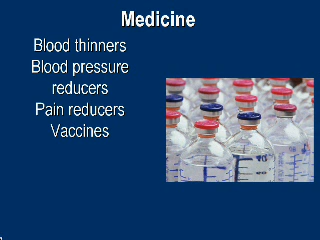 Medicine
Blood thinners
Blood pressure
reducers
Pain reducers
Vaccines